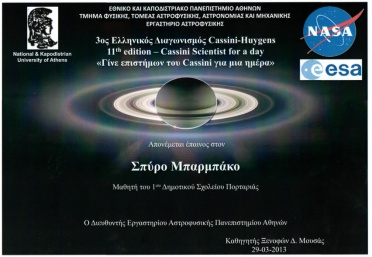 ΕΘΝΙΚΟ ΚΑΙ ΚΑΠΟΔΙΣΤΡΙΑΚΟ ΠΑΝΕΠΙΣΤΗΜΙΟ ΑΘΗΝΩΝ
ΤΜΗΜΑ ΦΥΣΙΚΗΣ, ΤΟΜΕΑΣ ΑΣΤΡΟΦΥΣΙΚΗΣ, ΑΣΤΡΟΝΟΜΙΑΣ ΚΑΙ ΜΗΧΑΝΙΚΗΣ
ΕΡΓΑΣΤΗΡΙΟ ΑΣΤΡΟΦΥΣΙΚΗΣ
National & Kapodistrian
University of Athens
3ος Ελληνικός Διαγωνισμός Cassini-Huygens
11th edition – Cassini Scientist for a day
«Γίνε επιστήμων του Cassini για μια ημέρα»
NASA
esa
Απονέμεται έπαινος στον
Σπύρο Μπαρμπάκο
Μαθητή του 1ου Δημοτικού Σχολείου Πορταριάς
Ο Διευθυντής Εργαστηρίου Αστροφυσικής Πανεπιστημίου Αθηνών
Καθηγητής Ξενοφών Δ. Μουσάς
29-03-2013